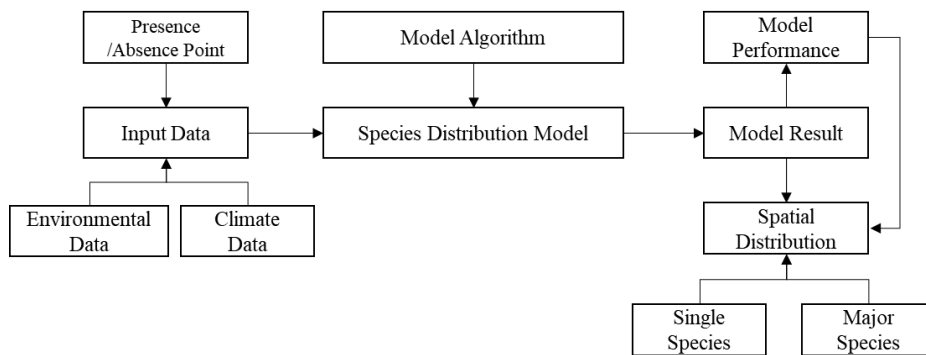 Presence
/Absence Point
Model Algorithm
Model
Performance
Input Data
Species Distribution Model
Model Result
Environmental
Data
Climate
Data
Spatial
Distribution
Single
Species
Major
Species